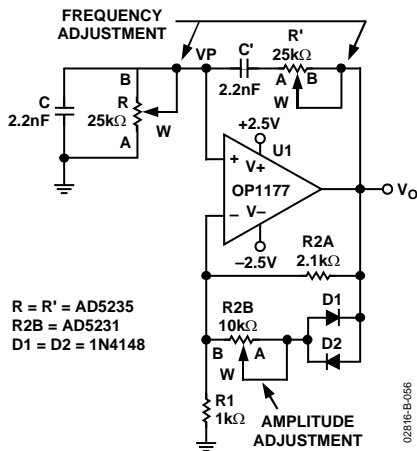 FREQUENCY
ADJUSTMENT
VP
C'
2.2nF
R'
25kΩ
A
B
W
C
2.2nF
B
R
25kΩ
A
W
+2.5V
U1
+
V+
OP1177
−
V−
−2.5V
VO
R2A
2.1kΩ
R2B
10kΩ
B
A
W
D1
D2
R = R' = AD5235
R2B = AD5231
D1 = D2 = 1N4148
R1
1kΩ
AMPLITUDE
ADJUSTMENT
02816-B-056